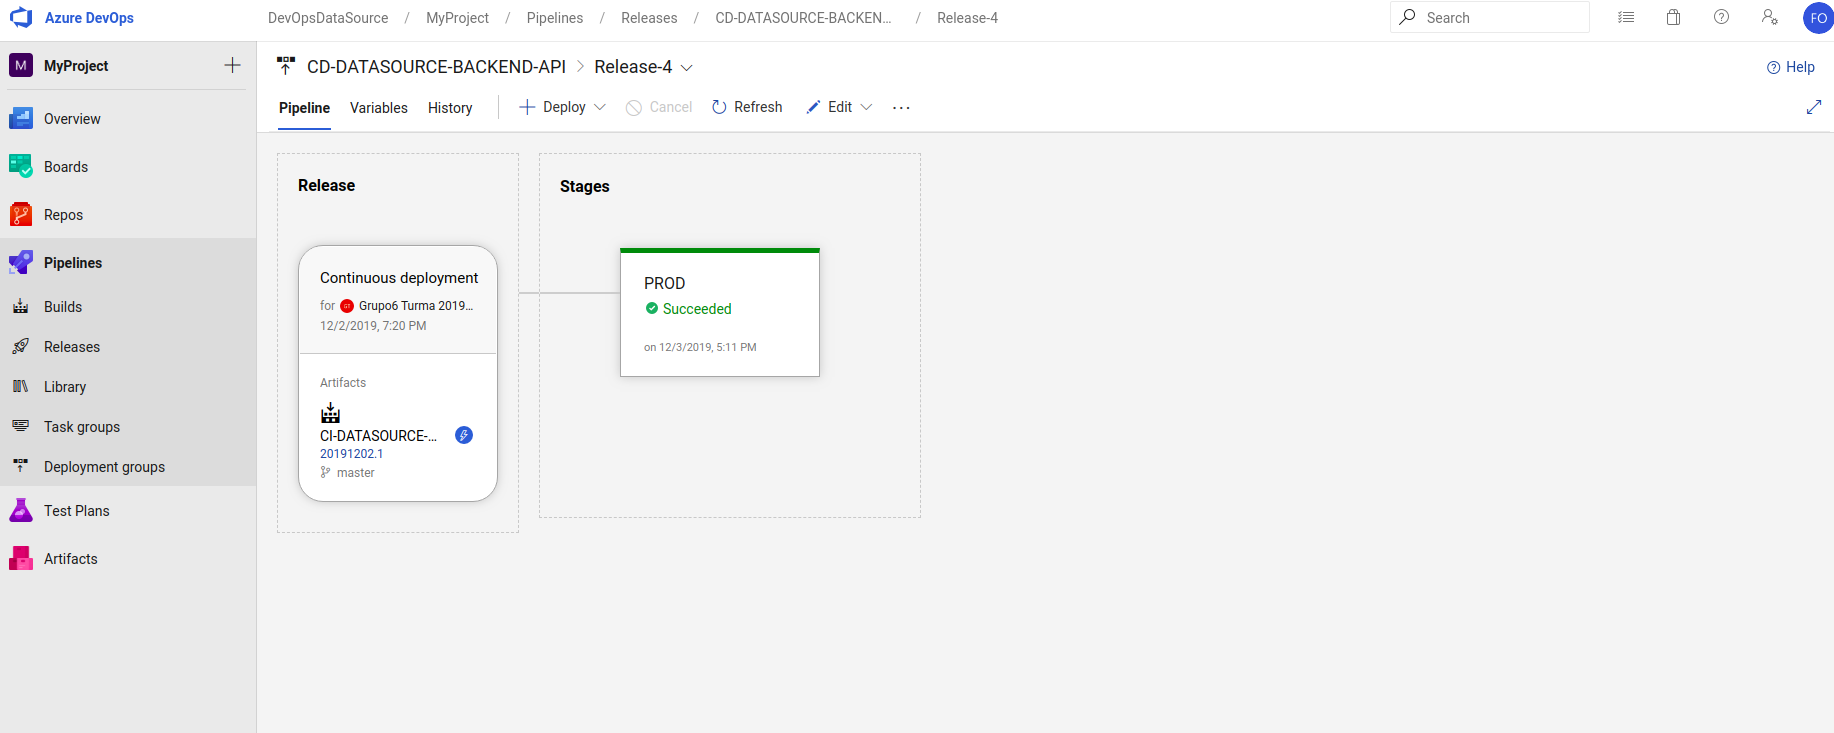 Azure DevOps
DevOpsDataSource / MyProject / Pipelines / Releases / CD-DATASOURCE-BACKEN... / Release-4
Search
FO
M MyProject
Overview
Boards
Repos
Pipelines
Builds
Releases
Library
Task groups
Deployment groups
Test Plans
Artifacts
CD-DATASOURCE-BACKEND-API > Release-4
Help
Pipeline Variables History Deploy Cancel Refresh Edit ...
Release
Continuous deployment
for GT Grupo6 Turma 2019...
12/2/2019, 7:20 PM
Artifacts
CI-DATASOURCE-...
20191202.1
master
Stages
PROD
Succeeded
on 12/3/2019, 5:11 PM